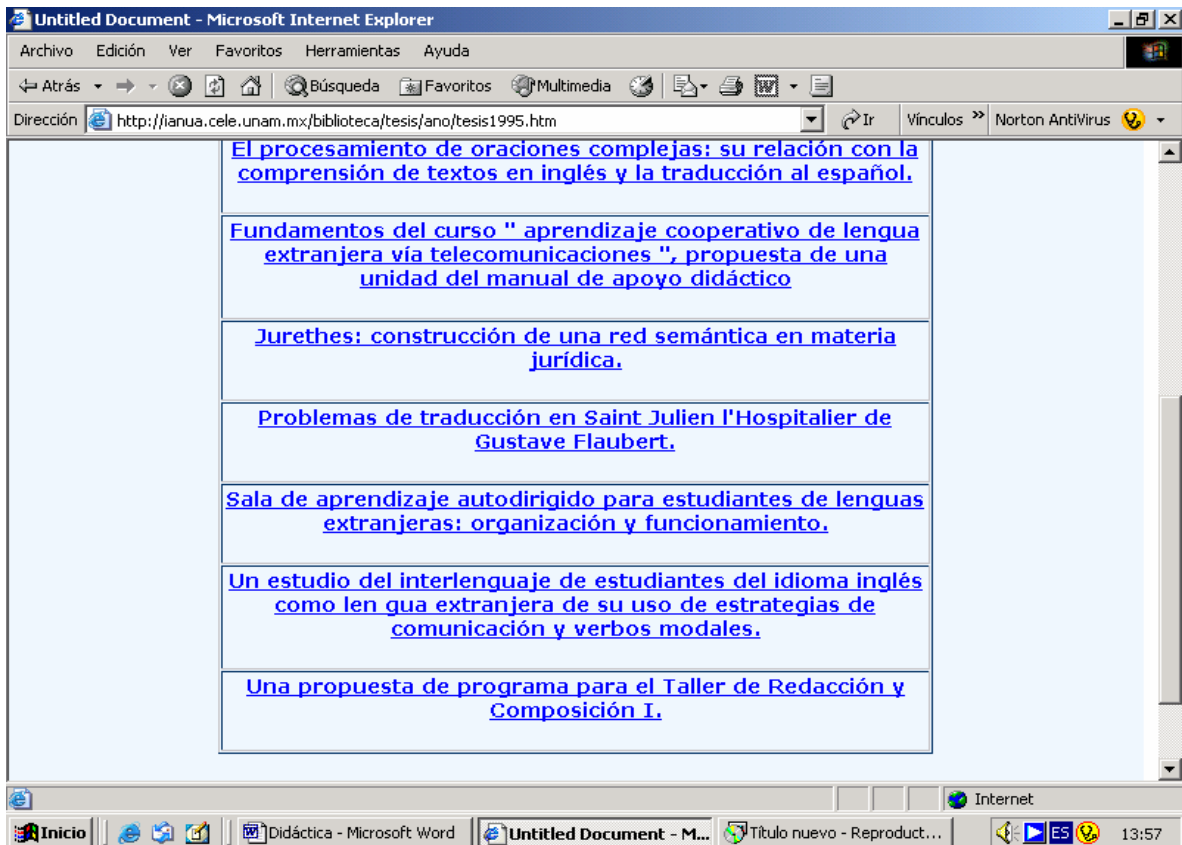 Untitled Document - Microsoft Internet Explorer
Archivo Edición Ver Favoritos Herramientas Ayuda
Atrás Búsqueda Favoritos Multimedia
Dirección http://ianua.cele.unam.mx/biblioteca/tesis/ano/tesis1995.htm Ir Vínculos » Norton AntiVirus
El procesamiento de oraciones complejas: su relación con la
comprensión de textos en inglés y la traducción al español.
Fundamentos del curso " aprendizaje cooperativo de lengua
extranjera vía telecomunicaciones ", propuesta de una
unidad del manual de apoyo didáctico
Jurethes: construcción de una red semántica en materia
jurídica.
Problemas de traducción en Saint Julien l'Hospitalier de
Gustave Flaubert.
Sala de aprendizaje autodirigido para estudiantes de lenguas
extranjeras: organización y funcionamiento.
Un estudio del interlenguaje de estudiantes del idioma inglés
como len gua extranjera de su uso de estrategias de
comunicación y verbos modales.
Una propuesta de programa para el Taller de Redacción y
Composición I.
Internet
Inicio Didáctica - Microsoft Word Untitled Document - M... Título nuevo - Reproduct... ES 13:57